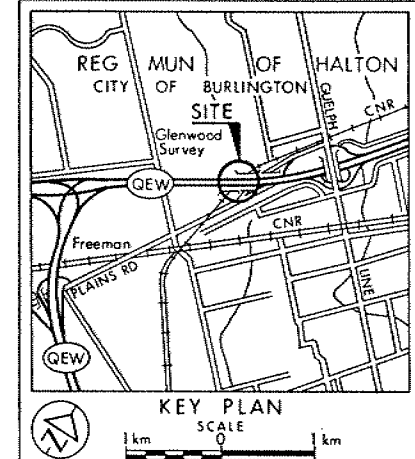 REG MUN OF HALTON
CITY OF BURLINGTON
SITE
Glenwood
Survey
GUELPH
CNR
QEW
Freeman
CNR
PLAINS RD
LINE
QEW
KEY PLAN
SCALE
1 km 0 1 km
N